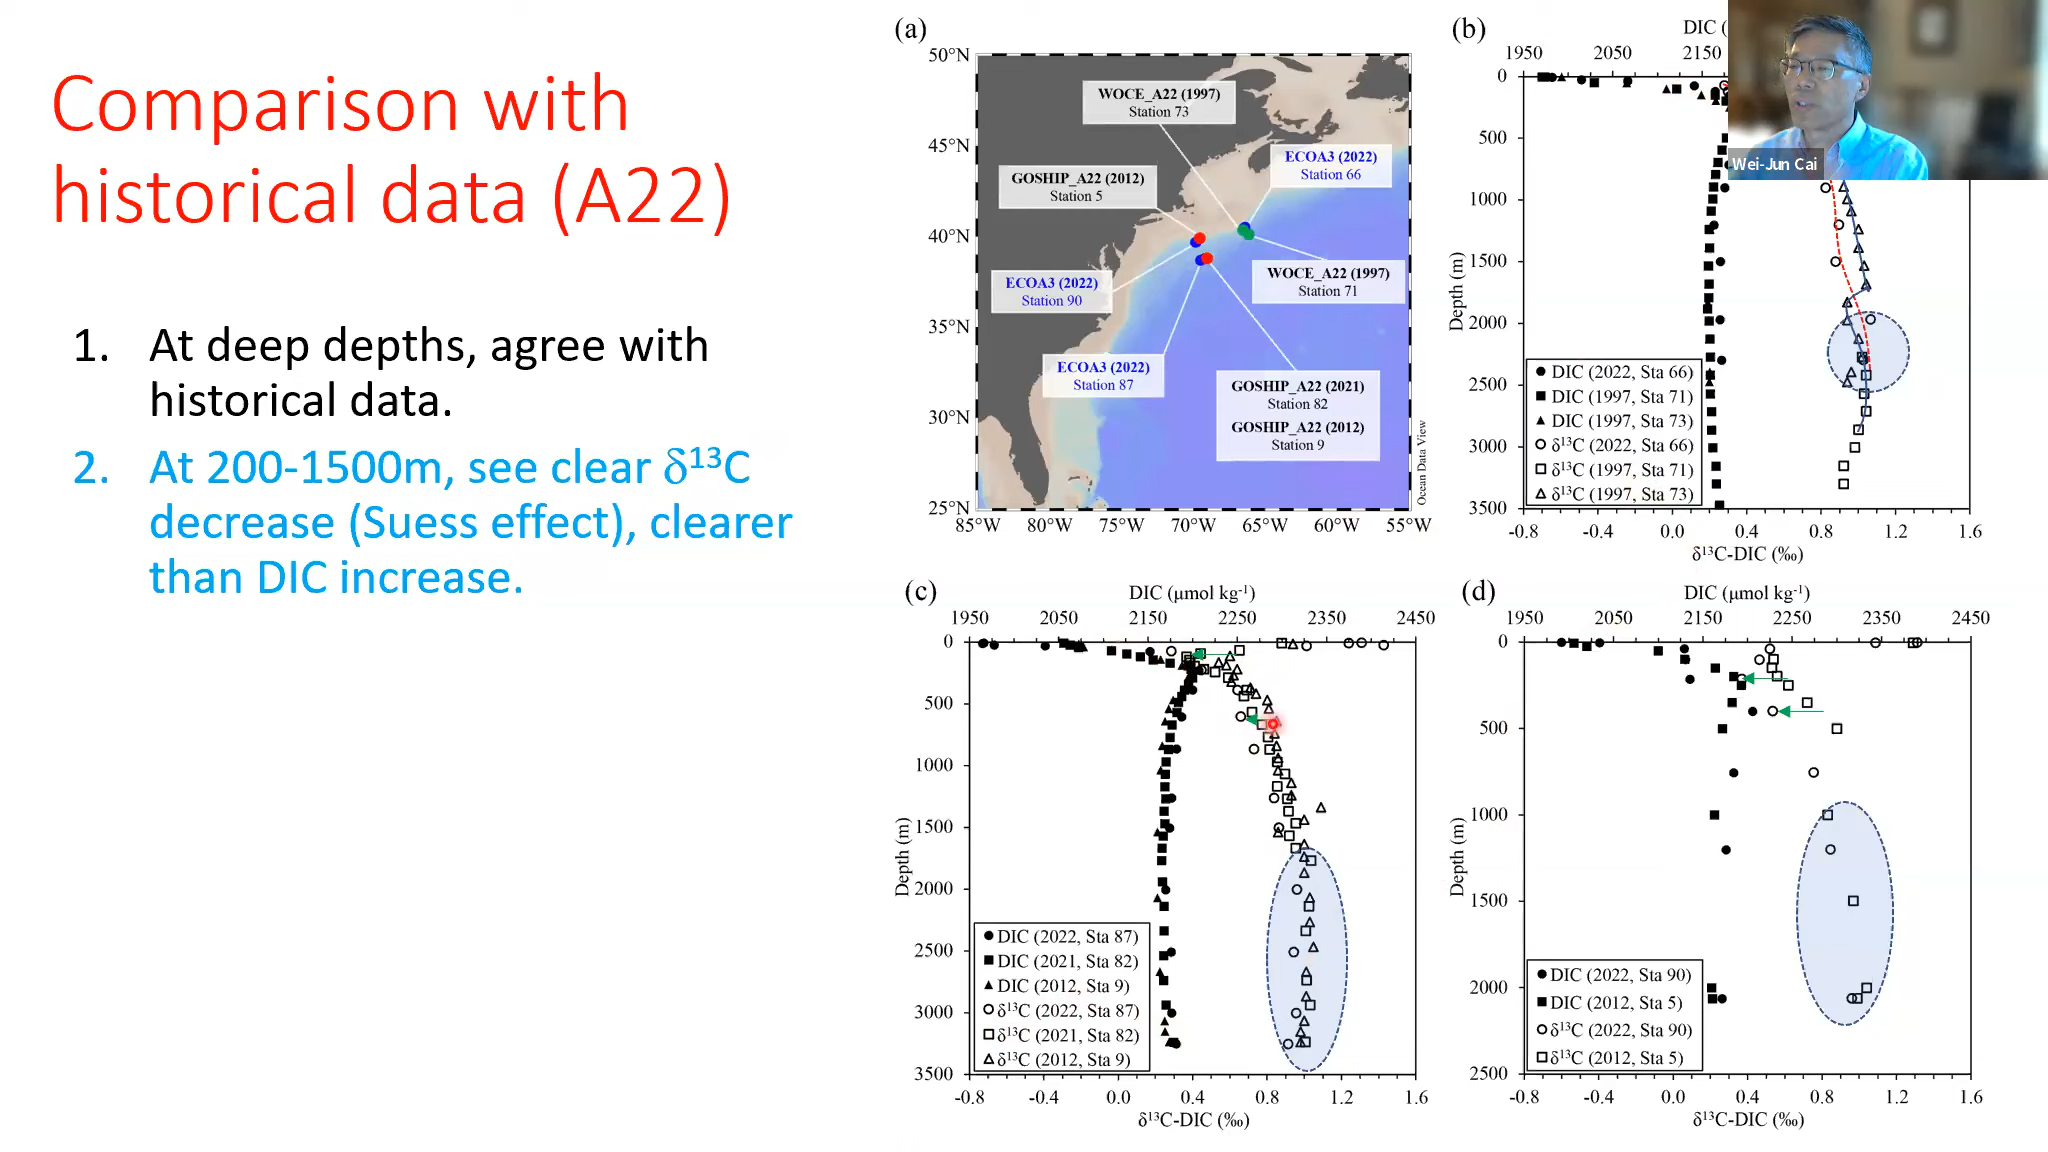 Comparison with
historical data (A22)
1. At deep depths, agree with
historical data.
2. At 200-1500m, see clear δ¹³C
decrease (Suess effect), clearer
than DIC increase.
(a)
50°N
45°N
40°N
35°N
30°N
25°N
85°W 80°W 75°W 70°W 65°W 60°W 55°W
WOCE_A22 (1997)
Station 73
ECOA3 (2022)
Station 66
GOSHIP_A22 (2012)
Station 5
ECOA3 (2022)
Station 90
WOCE_A22 (1997)
Station 71
ECOA3 (2022)
Station 87
GOSHIP_A22 (2021)
Station 82
GOSHIP_A22 (2012)
Station 9
Ocean Data View
(b)
DIC (
1950 2050 2150
Wei-Jun Cai
0
500
1000
1500
2000
2500
3000
3500
Depth (m)
DIC (2022, Sta 66)
DIC (1997, Sta 71)
DIC (1997, Sta 73)
δ¹³C (2022, Sta 66)
δ¹³C (1997, Sta 71)
δ¹³C (1997, Sta 73)
-0.8 -0.4 0.0 0.4 0.8 1.2 1.6
δ¹³C-DIC (‰)
(c)
DIC (μmol kg⁻¹)
1950 2050 2150 2250 2350 2450
0
500
1000
1500
2000
2500
3000
3500
Depth (m)
DIC (2022, Sta 87)
DIC (2021, Sta 82)
DIC (2012, Sta 9)
δ¹³C (2022, Sta 87)
δ¹³C (2021, Sta 82)
δ¹³C (2012, Sta 9)
-0.8 -0.4 0.0 0.4 0.8 1.2 1.6
δ¹³C-DIC (‰)
(d)
DIC (μmol kg⁻¹)
1950 2050 2150 2250 2350 2450
0
500
1000
1500
2000
2500
Depth (m)
DIC (2022, Sta 90)
DIC (2012, Sta 5)
δ¹³C (2022, Sta 90)
δ¹³C (2012, Sta 5)
-0.8 -0.4 0.0 0.4 0.8 1.2 1.6
δ¹³C-DIC (‰)